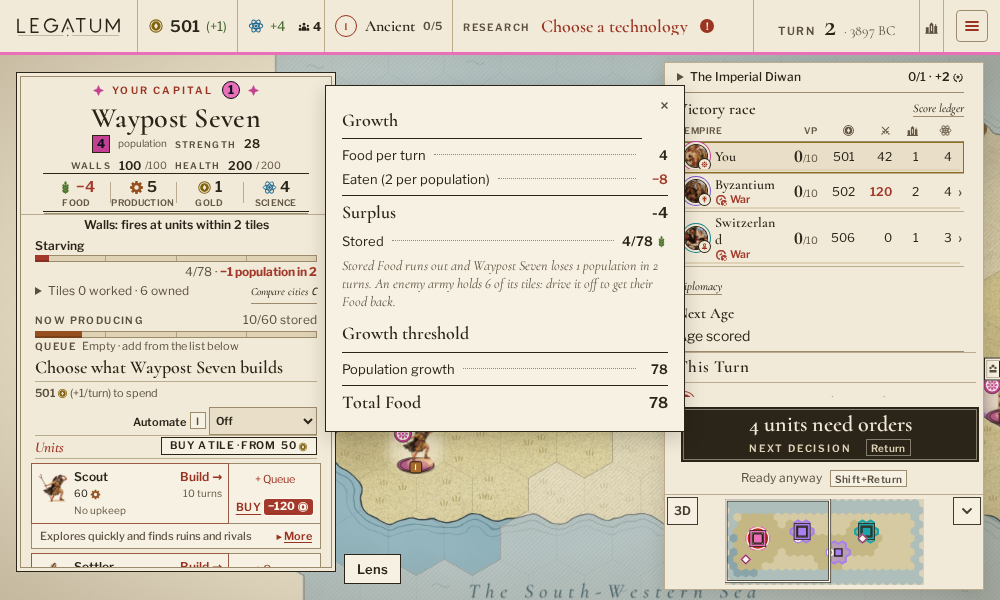 LEGATUM
501 (+1)
+4
4
I Ancient 0/5
RESEARCH Choose a technology !
TURN 2 · 3897 BC
YOUR CAPITAL 1
Waypost Seven
4 population STRENGTH 28
WALLS 100 /100 HEALTH 200 /200
−4 5 1 4
FOOD PRODUCTION GOLD SCIENCE
Walls: fires at units within 2 tiles
Starving
4/78 · −1 population in 2
Tiles 0 worked · 6 owned
Compare cities C
NOW PRODUCING 10/60 stored
QUEUE Empty · add from the list below
Choose what Waypost Seven builds
501 (+1/turn) to spend
Automate I Off
Units
BUY A TILE · FROM 50
Scout Build →
60 10 turns
No upkeep
+ Queue
BUY −120
Explores quickly and finds ruins and rivals
▸ More
Settler Build →
×
Growth
Food per turn 4
Eaten (2 per population) −8
Surplus -4
Stored 4/78
Stored Food runs out and Waypost Seven loses 1 population in 2
turns. An enemy army holds 6 of its tiles: drive it off to get their
Food back.
Growth threshold
Population growth 78
Total Food 78
The Imperial Diwan 0/1 · +2
Victory race Score ledger
EMPIRE VP
You 0/10 501 42 1 4
Byzantium 0/10 502 120 2 4 ›
War
Switzerlan
d 0/10 506 0 1 3 ›
War
iplomacy
Next Age
Age scored
This Turn
4 units need orders
NEXT DECISION Return
Ready anyway Shift+Return
3D
I
Lens
The South-Western Sea